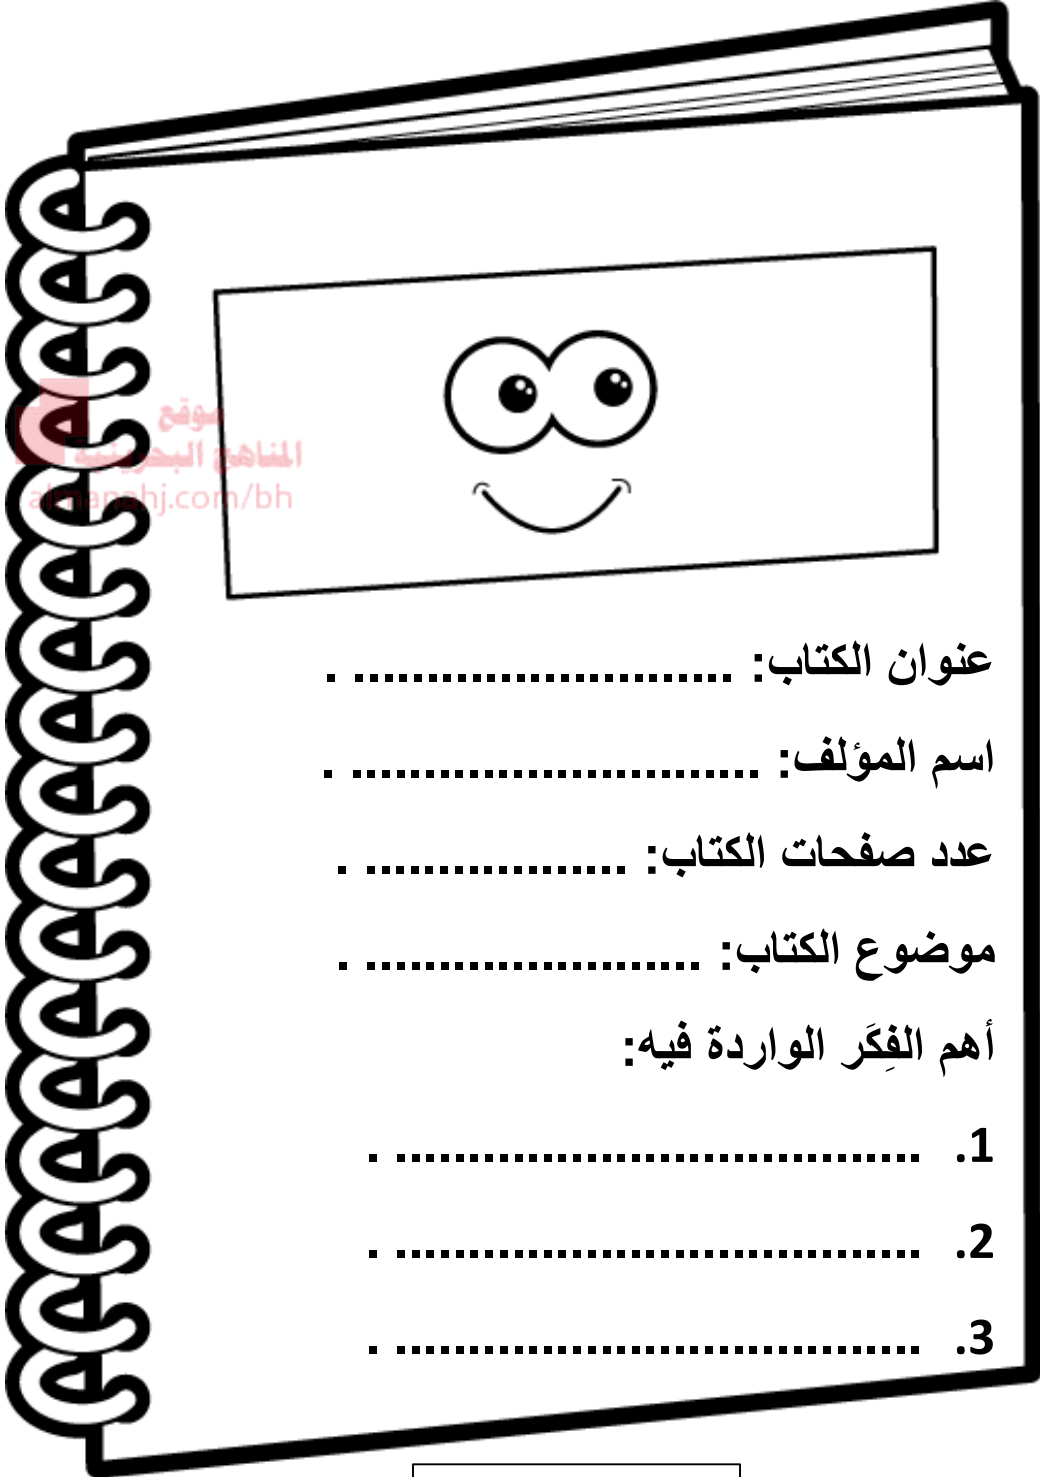 موقع
المناهج البحرينية
almanahj.com/bh
عنوان الكتاب: .......................... .
اسم المؤلف: ............................ .
عدد صفحات الكتاب: .................. .
موضوع الكتاب: ....................... .
أهم الفِكَر الواردة فيه:
1. .................................... .
2. .................................... .
3. .................................... .